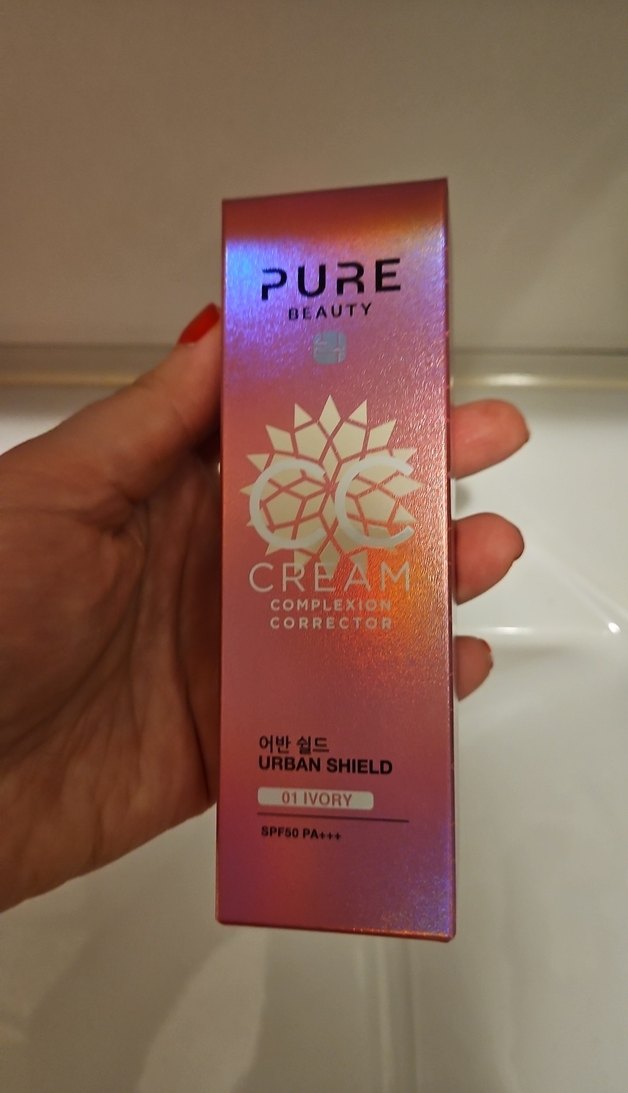 PURE
BEAUTY
CC
CREAM
COMPLEXION
CORRECTOR
어반 쉴드
URBAN SHIELD
01 IVORY
SPF50 PA+++